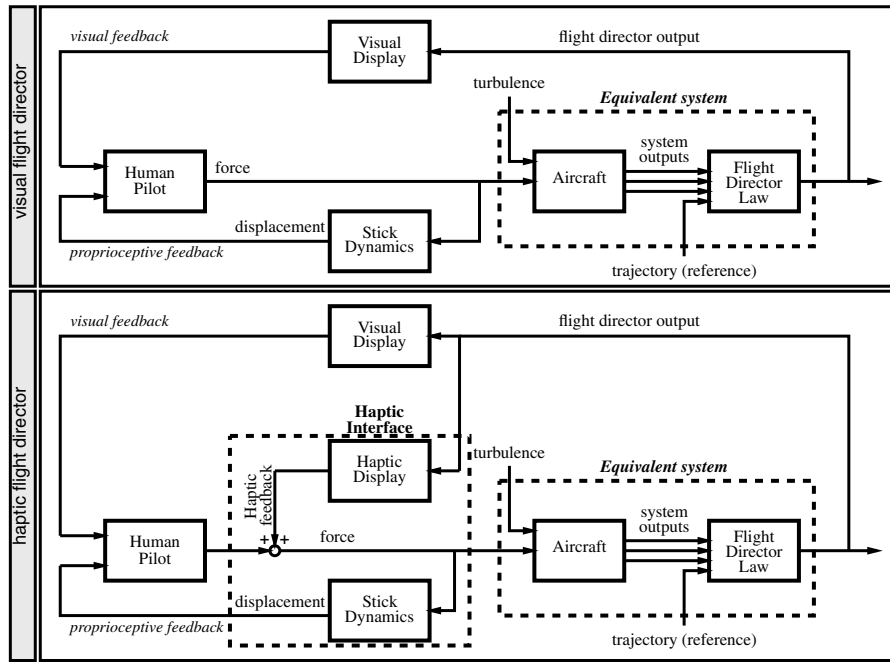 visual flight director
visual feedback
Visual
Display
flight director output
turbulence
Equivalent system
Human
Pilot
force
Aircraft
system
outputs
Flight
Director
Law
displacement
Stick
Dynamics
proprioceptive feedback
trajectory (reference)
haptic flight director
visual feedback
Visual
Display
flight director output
Haptic
Interface
Haptic
feedback
Haptic
Display
turbulence
Equivalent system
Human
Pilot
+ +
force
Aircraft
system
outputs
Flight
Director
Law
displacement
Stick
Dynamics
proprioceptive feedback
trajectory (reference)